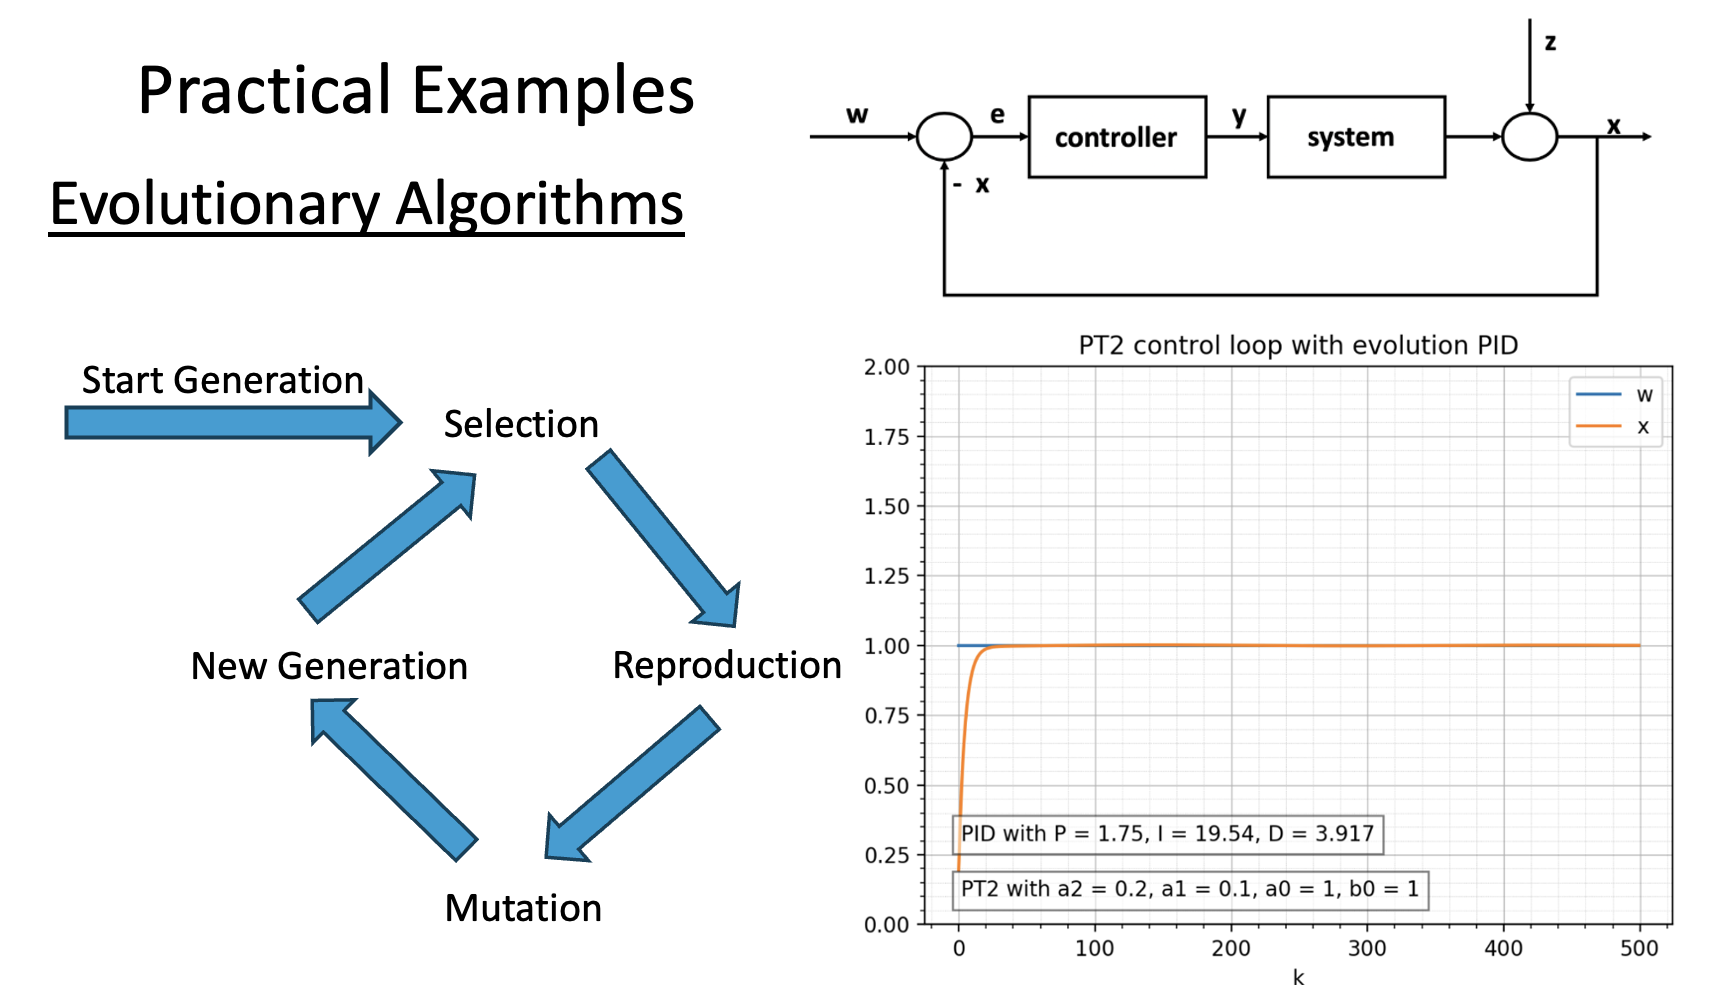 Practical Examples
Evolutionary Algorithms
w
e
controller
y
system
z
x
- x
Start Generation
Selection
New Generation
Reproduction
Mutation
PT2 control loop with evolution PID
2.00
1.75
1.50
1.25
1.00
0.75
0.50
0.25
0.00
w
x
PID with P = 1.75, I = 19.54, D = 3.917
PT2 with a2 = 0.2, a1 = 0.1, a0 = 1, b0 = 1
0 100 200 300 400 500
k